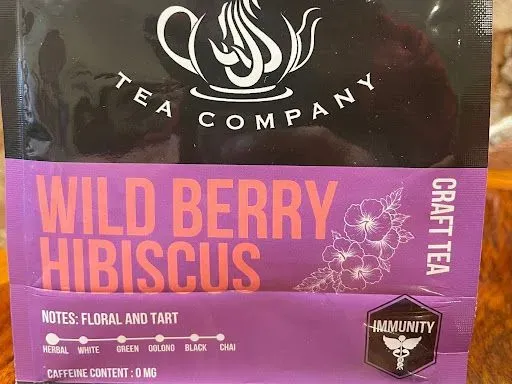 TEA COMPANY
WILD BERRY
HIBISCUS
CRAFT TEA
NOTES: FLORAL AND TART
HERBAL WHITE GREEN OOLONG BLACK CHAI
CAFFEINE CONTENT : 0 MG
IMMUNITY